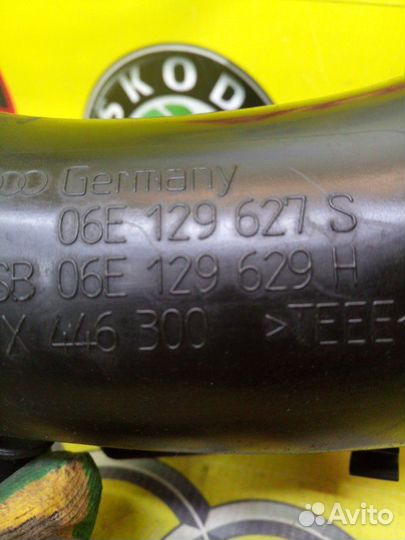 SKOD
Germany
06E 129 627 S
SB 06E 129 629 H
X 446 300 >TEEE<
Avito